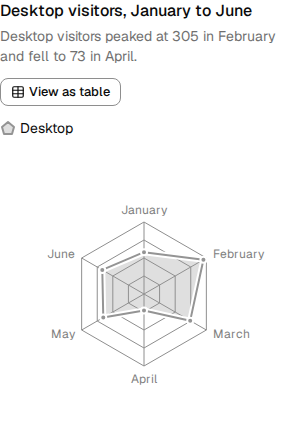 Desktop visitors, January to June
Desktop visitors peaked at 305 in February
and fell to 73 in April.
View as table
Desktop
January
June
February
May
March
April